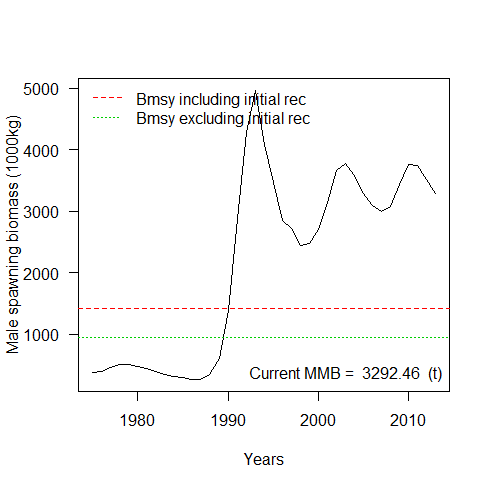 Bmsy including initial rec
Bmsy excluding initial rec
Male spawning biomass (1000kg)
5000
4000
3000
2000
1000
Current MMB = 3292.46 (t)
1980 1990 2000 2010
Years